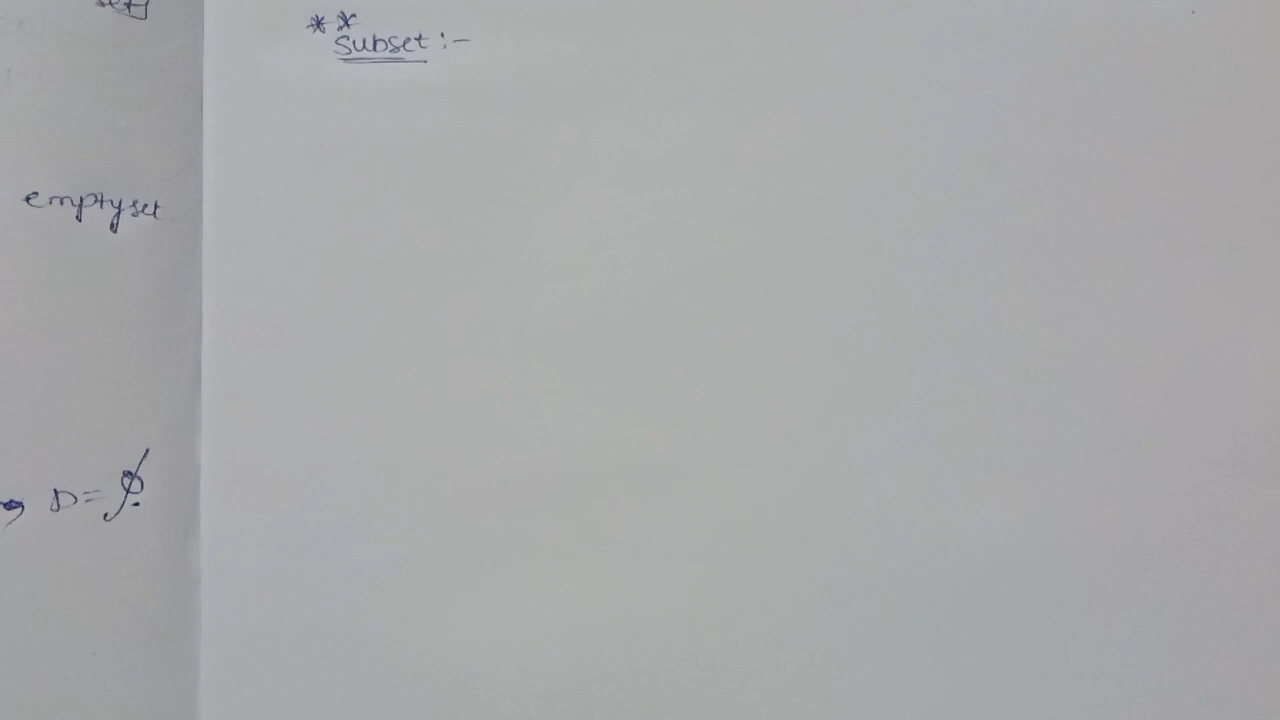 emptyset
D = φ.
**
Subset :-